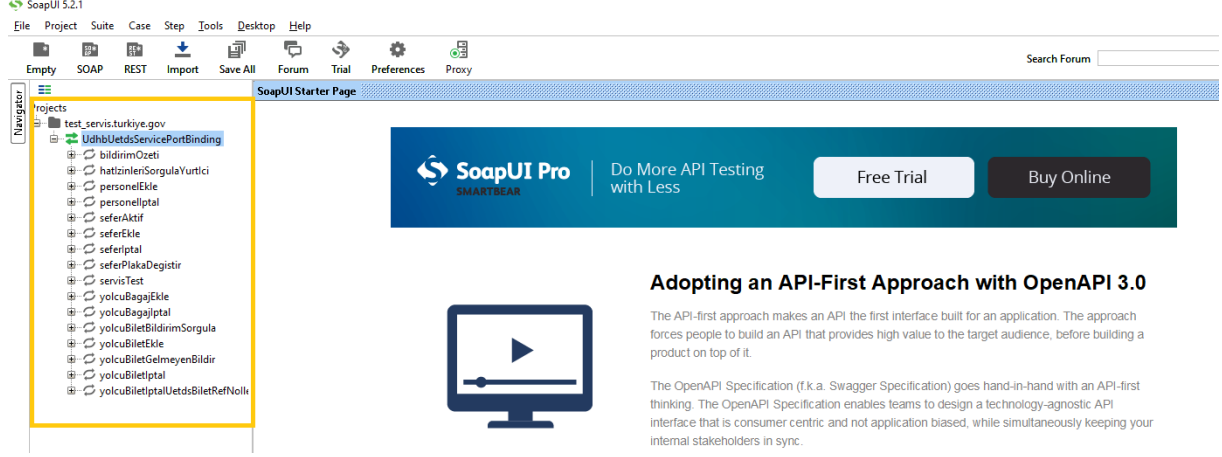 SoapUI 5.2.1
File Project Suite Case Step Tools Desktop Help
Empty SOAP REST Import Save All Forum Trial Preferences Proxy
Search Forum
Navigator
Projects
test_servis.turkiye.gov
UdhbUetdsServicePortBinding
bildirimOzeti
hatIzinleriSorgulaYurtIci
personelEkle
personelIptal
seferAktif
seferEkle
seferIptal
seferPlakaDegistir
servisTest
yolcuBagajEkle
yolcuBagajIptal
yolcuBiletBildirimSorgula
yolcuBiletEkle
yolcuBiletGelmeyenBildir
yolcuBiletIptal
yolcuBiletIptalUetdsBiletRefNolle
SoapUI Starter Page
SoapUI Pro
SMARTBEAR
Do More API Testing
with Less
Free Trial
Buy Online
Adopting an API-First Approach with OpenAPI 3.0
The API-first approach makes an API the first interface built for an application. The approach
forces people to build an API that provides high value to the target audience, before building a
product on top of it.
The OpenAPI Specification (f.k.a. Swagger Specification) goes hand-in-hand with an API-first
thinking. The OpenAPI Specification enables teams to design a technology-agnostic API
interface that is consumer centric and not application biased, while simultaneously keeping your
internal stakeholders in sync.